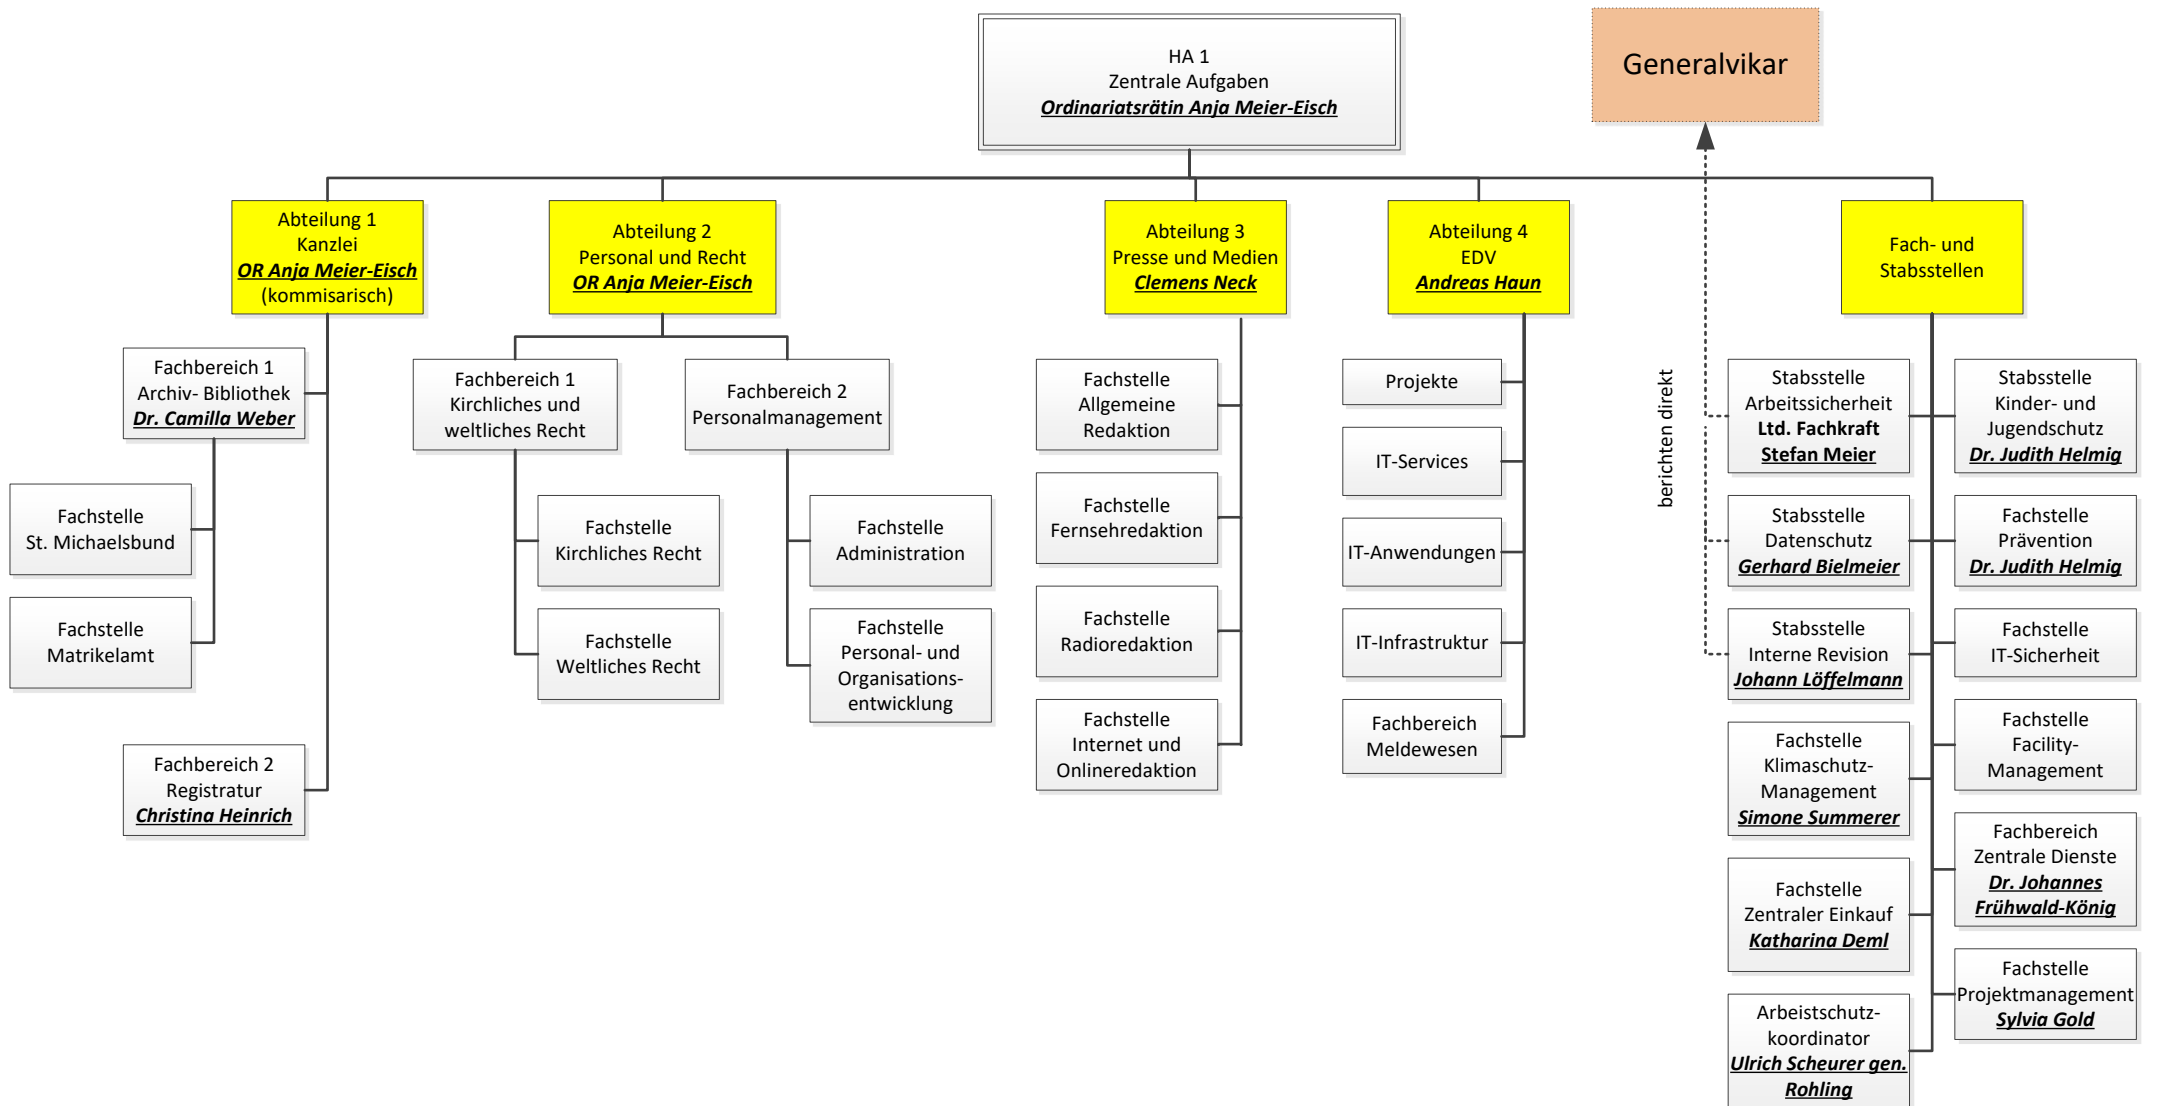 HA 1
Zentrale Aufgaben
Ordinariatsrätin Anja Meier-Eisch
Generalvikar
Abteilung 1
Kanzlei
OR Anja Meier-Eisch
(kommisarisch)
Abteilung 2
Personal und Recht
OR Anja Meier-Eisch
Abteilung 3
Presse und Medien
Clemens Neck
Abteilung 4
EDV
Andreas Haun
Fach- und
Stabsstellen
Fachbereich 1
Archiv- Bibliothek
Dr. Camilla Weber
Fachstelle
St. Michaelsbund
Fachstelle
Matrikelamt
Fachbereich 2
Registratur
Christina Heinrich
Fachbereich 1
Kirchliches und
weltliches Recht
Fachstelle
Kirchliches Recht
Fachstelle
Weltliches Recht
Fachbereich 2
Personalmanagement
Fachstelle
Administration
Fachstelle
Personal- und
Organisations-
entwicklung
Fachstelle
Allgemeine
Redaktion
Fachstelle
Fernsehredaktion
Fachstelle
Radioredaktion
Fachstelle
Internet und
Onlineredaktion
Projekte
IT-Services
IT-Anwendungen
IT-Infrastruktur
Fachbereich
Meldewesen
berichten direkt
Stabsstelle
Arbeitssicherheit
Ltd. Fachkraft
Stefan Meier
Stabsstelle
Datenschutz
Gerhard Bielmeier
Stabsstelle
Interne Revision
Johann Löffelmann
Fachstelle
Klimaschutz-
Management
Simone Summerer
Fachstelle
Zentraler Einkauf
Katharina Deml
Arbeistschutz-
koordinator
Ulrich Scheurer gen.
Rohling
Stabsstelle
Kinder- und
Jugendschutz
Dr. Judith Helmig
Fachstelle
Prävention
Dr. Judith Helmig
Fachstelle
IT-Sicherheit
Fachstelle
Facility-
Management
Fachbereich
Zentrale Dienste
Dr. Johannes
Frühwald-König
Fachstelle
Projektmanagement
Sylvia Gold